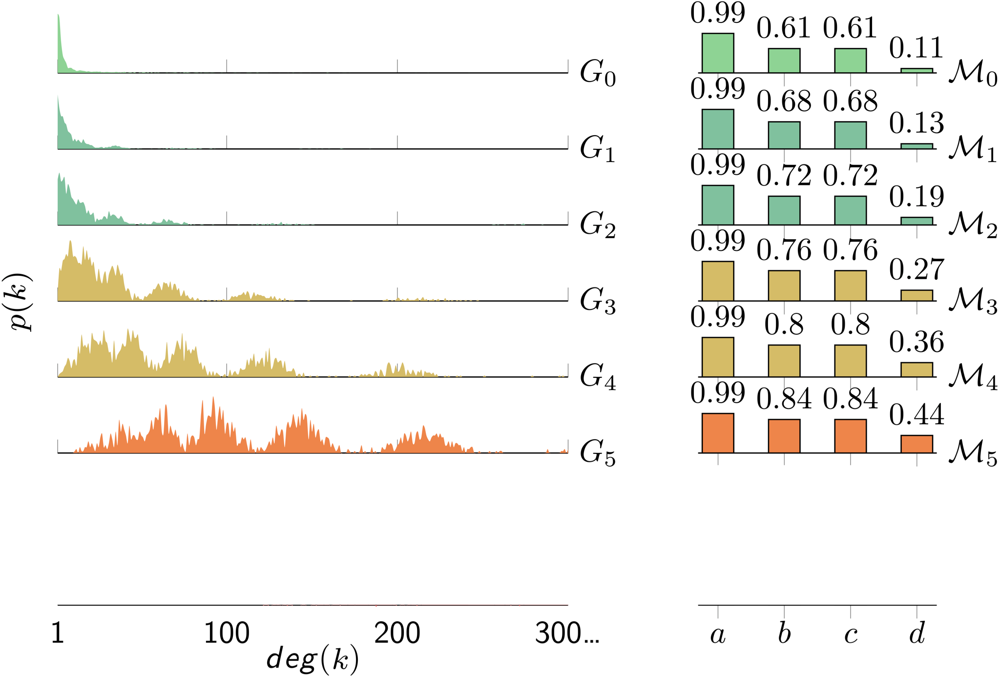 0.99 0.61 0.61 0.11
G₀ ℳ₀
0.99 0.68 0.68 0.13
G₁ ℳ₁
0.99 0.72 0.72 0.19
G₂ ℳ₂
0.99 0.76 0.76 0.27
G₃ ℳ₃
0.99 0.8 0.8 0.36
G₄ ℳ₄
0.99 0.84 0.84 0.44
G₅ ℳ₅
p(k)
1 100 200 300...
deg(k)
a b c d